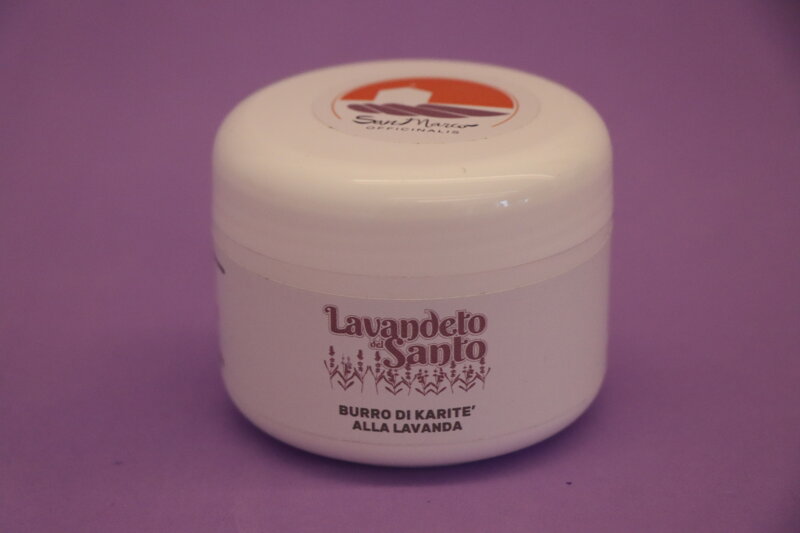 San Marco
OFFICINALIS
Lavandeto
del Santo
BURRO DI KARITE'
ALLA LAVANDA